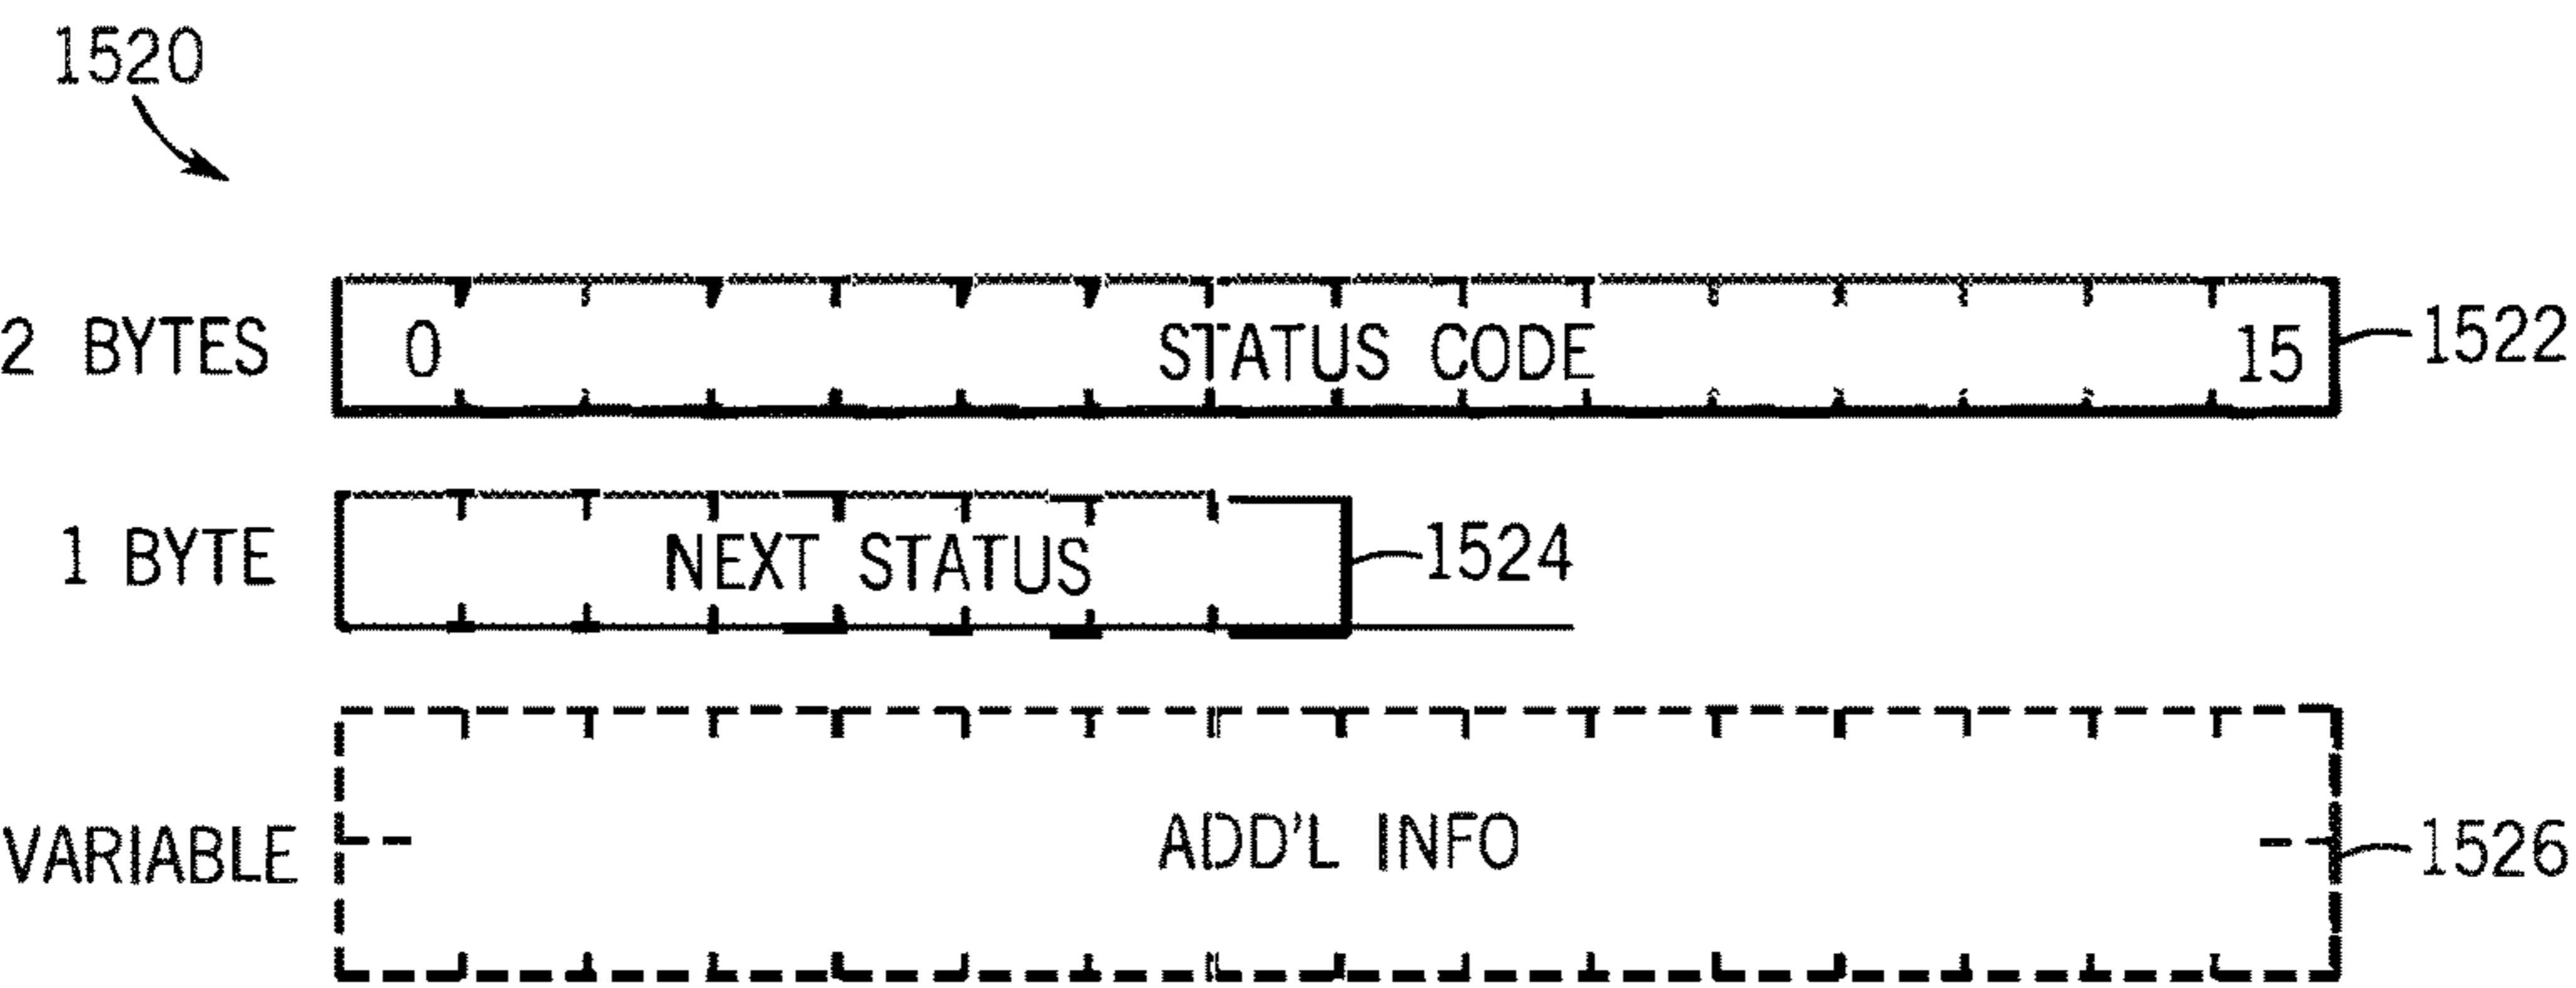 1520
2 BYTES 0 STATUS CODE 15 1522
1 BYTE NEXT STATUS 1524
VARIABLE ADD'L INFO 1526